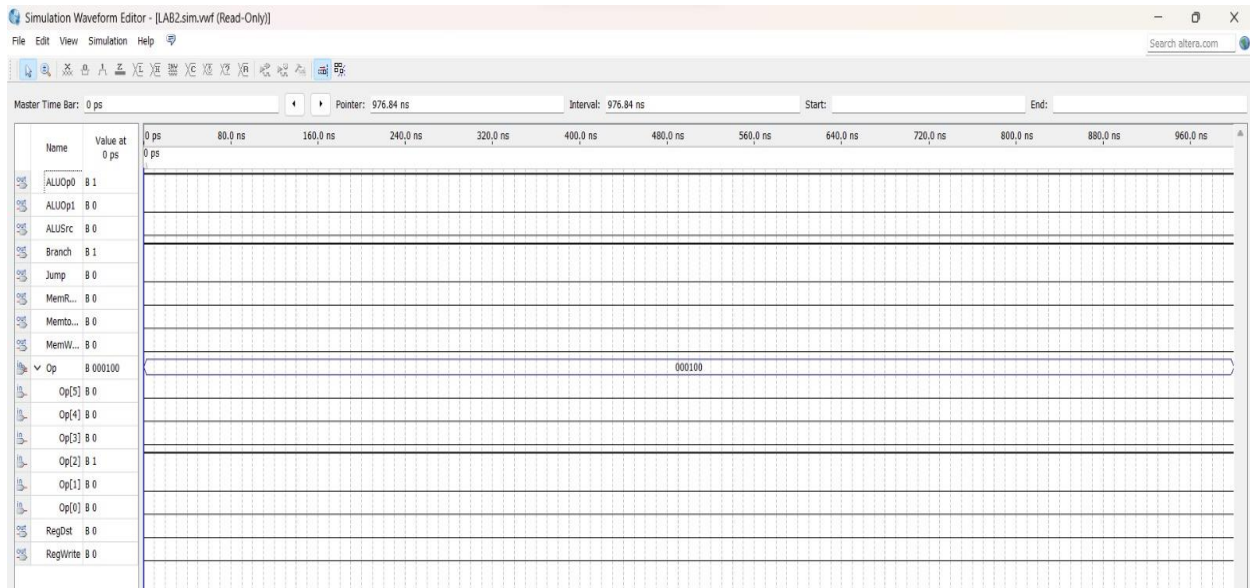 Simulation Waveform Editor - [LAB2.sim.vwf (Read-Only)]
File Edit View Simulation Help
Search altera.com
Master Time Bar: 0 ps Pointer: 976.84 ns Interval: 976.84 ns Start: End:
Name Value at 0 ps
0 ps 80.0 ns 160.0 ns 240.0 ns 320.0 ns 400.0 ns 480.0 ns 560.0 ns 640.0 ns 720.0 ns 800.0 ns 880.0 ns 960.0 ns
0 ps
ALUOp0 B 1
ALUOp1 B 0
ALUSrc B 0
Branch B 1
Jump B 0
MemR... B 0
Memto... B 0
MemW... B 0
Op B 000100 000100
Op[5] B 0
Op[4] B 0
Op[3] B 0
Op[2] B 1
Op[1] B 0
Op[0] B 0
RegDst B 0
RegWrite B 0